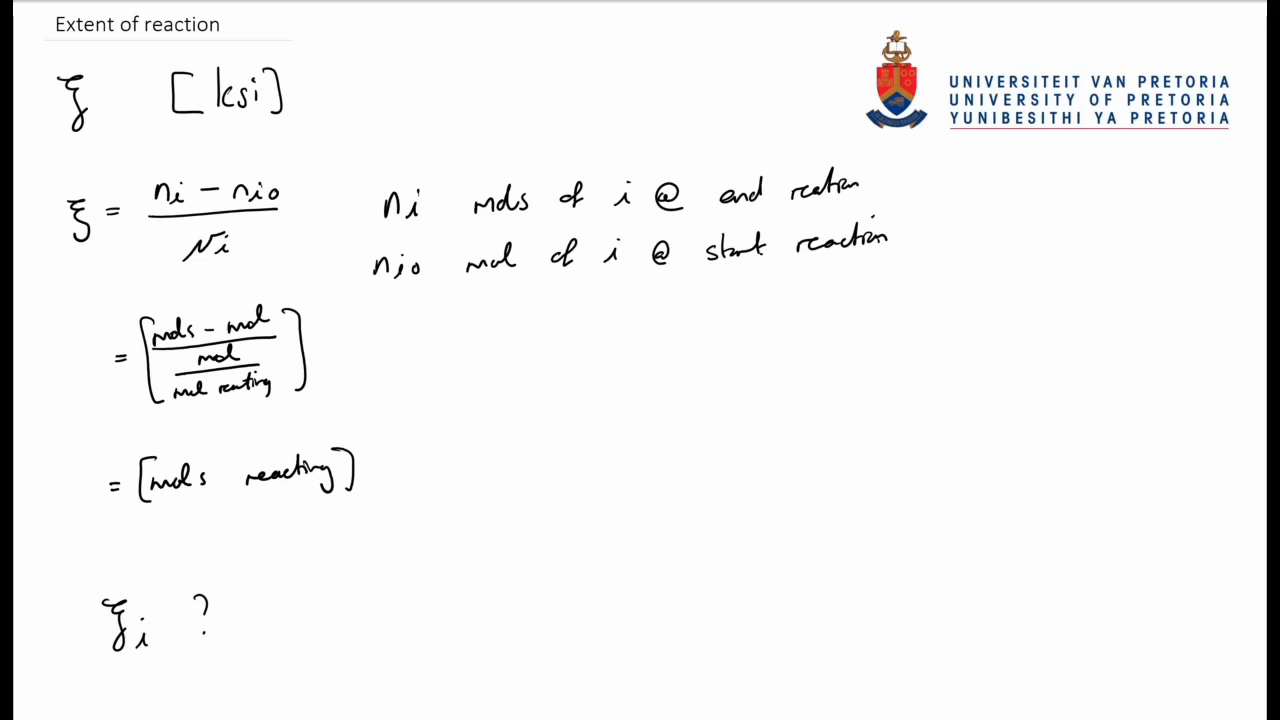 Extent of reaction
ξ [ksi]
UNIVERSITEIT VAN PRETORIA
UNIVERSITY OF PRETORIA
YUNIBESITHI YA PRETORIA
ξ = (ni - nio) / νi
ni mols of i @ end reaction
nio mol of i @ start reaction
= [(mols - mol) / (mol / mol reacting)]
= [mols reacting]
ξi ?